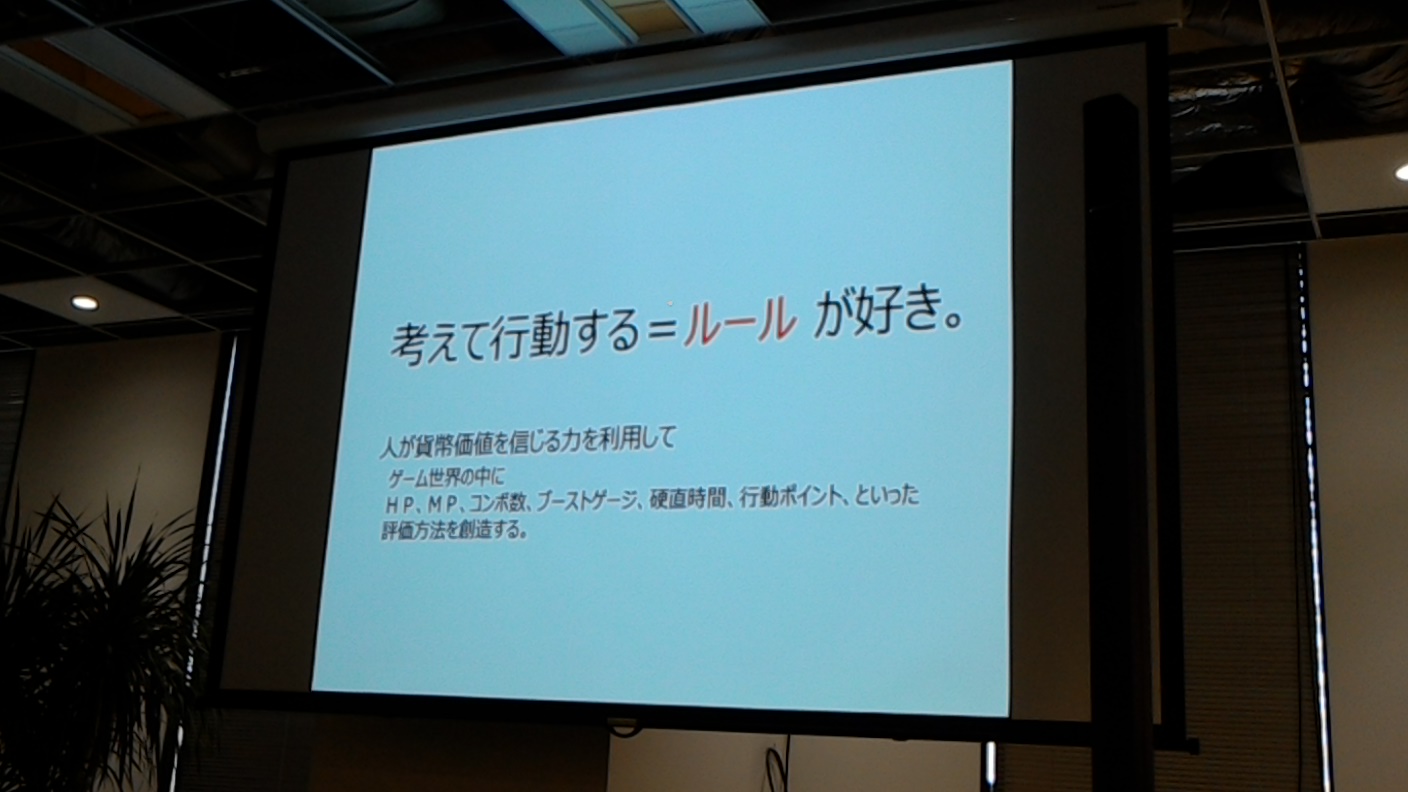 考えて行動する＝ルール が好き。
人が貨幣価値を信じる力を利用して
ゲーム世界の中に
ＨＰ、ＭＰ、コンボ数、ブーストゲージ、硬直時間、行動ポイント、といった
評価方法を創造する。